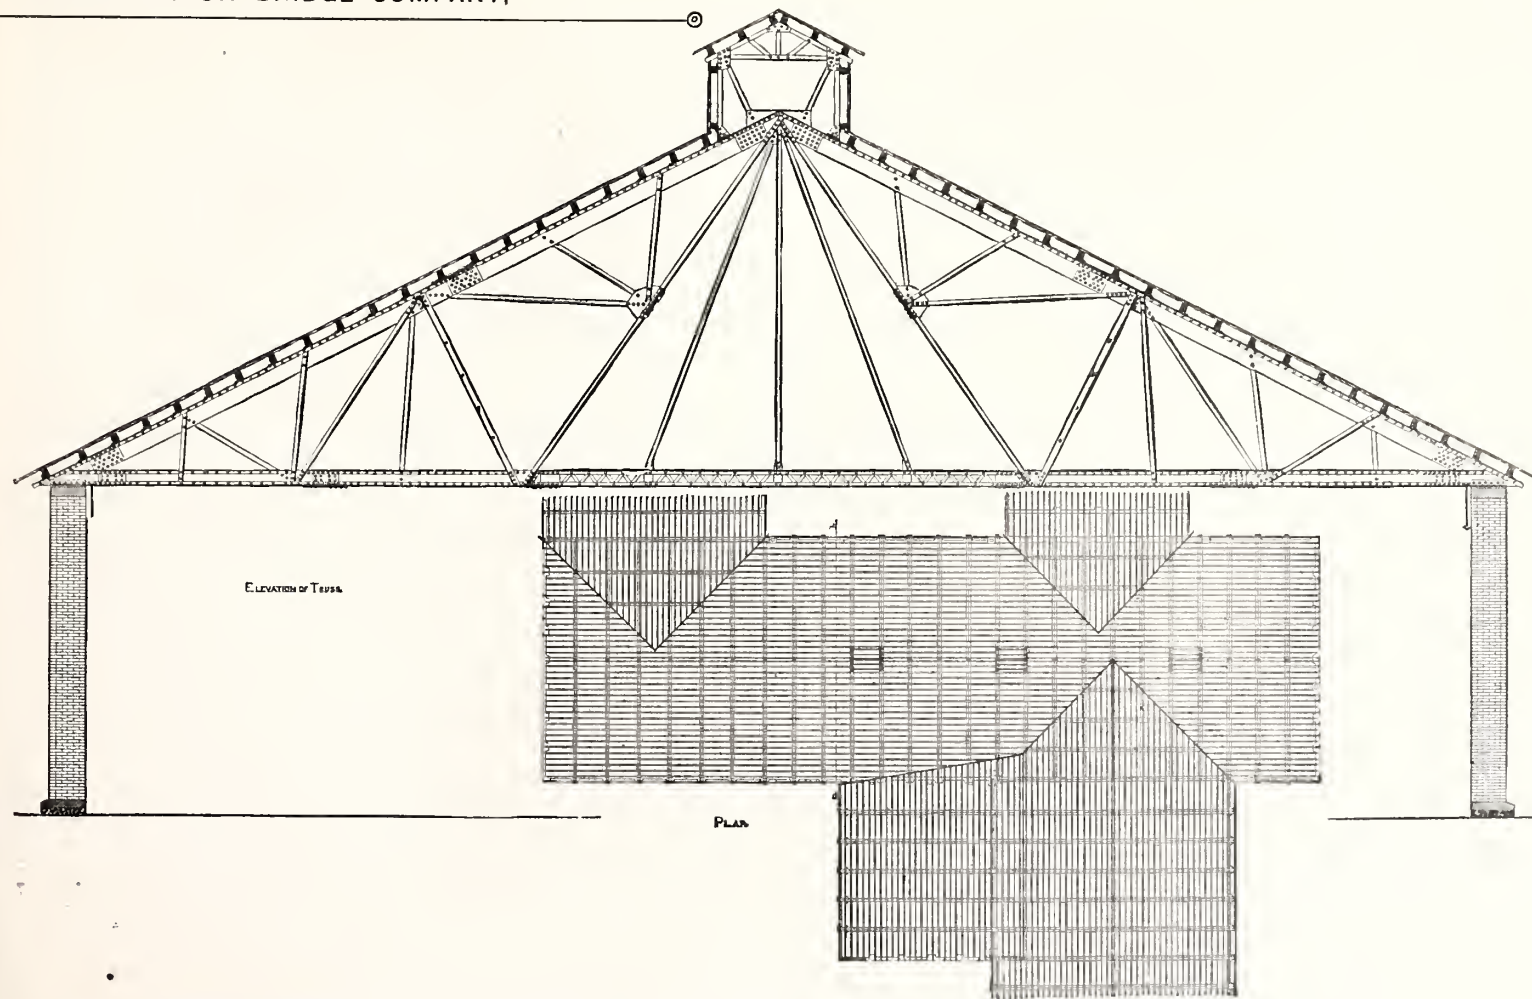 BRIDGE COMPANY,
ELEVATION OF TRUSS.
PLAN.